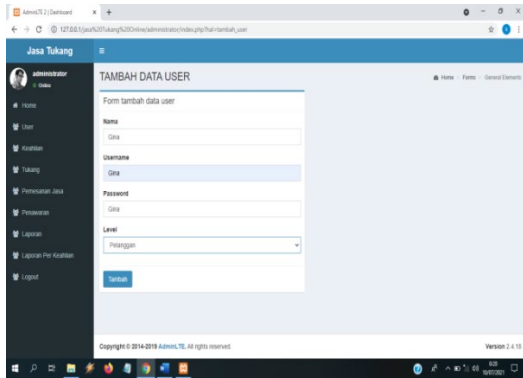 AdminLTE 2 | Dashboard
127.0.0.1/jasa%20Tukang%20Online/administrator/index.php?hal=tambah_user
Jasa Tukang
administrator
Online
Home
User
Keahlian
Tukang
Pemesanan Jasa
Penawaran
Laporan
Laporan Per Keahlian
Logout
TAMBAH DATA USER
Home > Forms > General Elements
Form tambah data user
Nama
Gina
Username
Gina
Password
Gina
Level
Pelanggan
Tambah
Copyright © 2014-2019 AdminLTE. All rights reserved.
Version 2.4.18